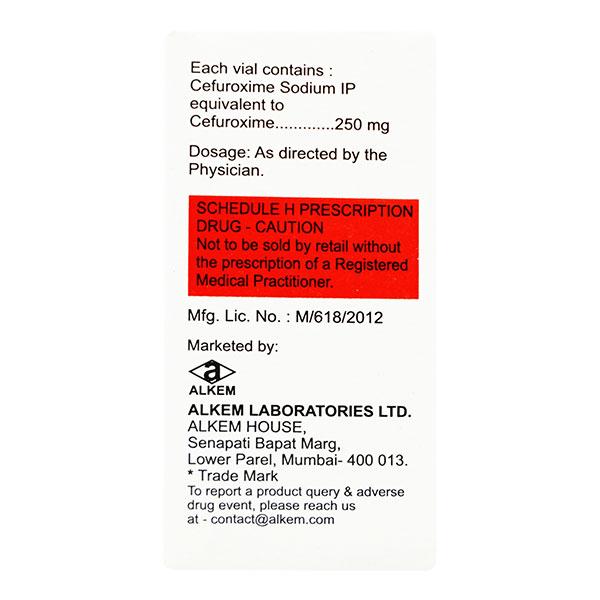 Each vial contains :
Cefuroxime Sodium IP
equivalent to
Cefuroxime.............250 mg
Dosage: As directed by the
Physician.
SCHEDULE H PRESCRIPTION
DRUG - CAUTION
Not to be sold by retail without
the prescription of a Registered
Medical Practitioner.
Mfg. Lic. No. : M/618/2012
Marketed by:
a
ALKEM
ALKEM LABORATORIES LTD.
ALKEM HOUSE,
Senapati Bapat Marg,
Lower Parel, Mumbai- 400 013.
* Trade Mark
To report a product query & adverse
drug event, please reach us
at - contact@alkem.com